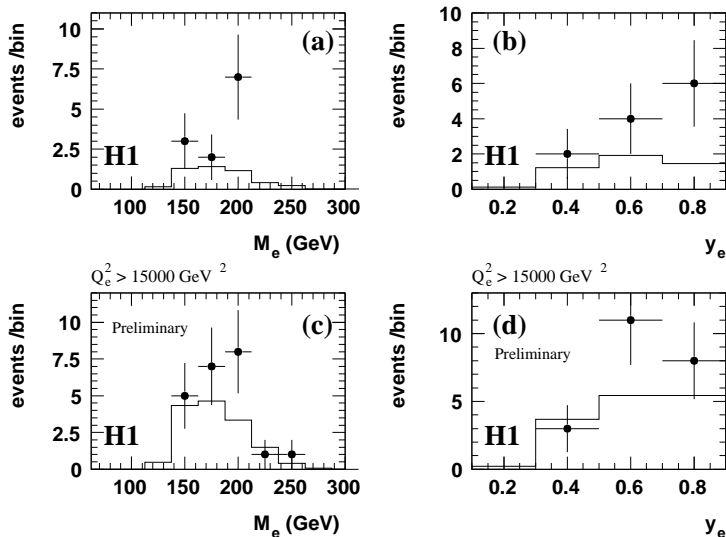 (a)
events /bin
10
7.5
5
2.5
0
H1
100 150 200 250 300
M_e (GeV)
(b)
events /bin
10
8
6
4
2
0
H1
0.2 0.4 0.6 0.8
y_e
Q_e^2 > 15000 GeV ^2
Preliminary
(c)
events /bin
10
7.5
5
2.5
0
H1
100 150 200 250 300
M_e (GeV)
Q_e^2 > 15000 GeV ^2
Preliminary
(d)
events /bin
10
5
0
H1
0.2 0.4 0.6 0.8
y_e